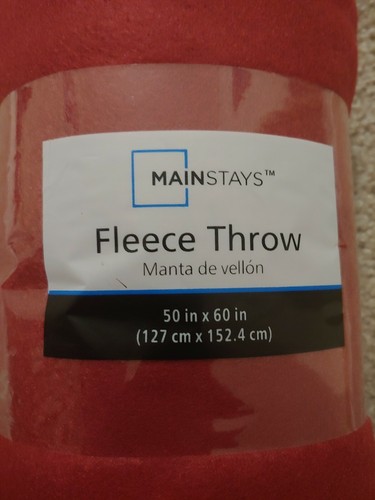 MAINSTAYS™
Fleece Throw
Manta de vellón
50 in x 60 in
(127 cm x 152.4 cm)